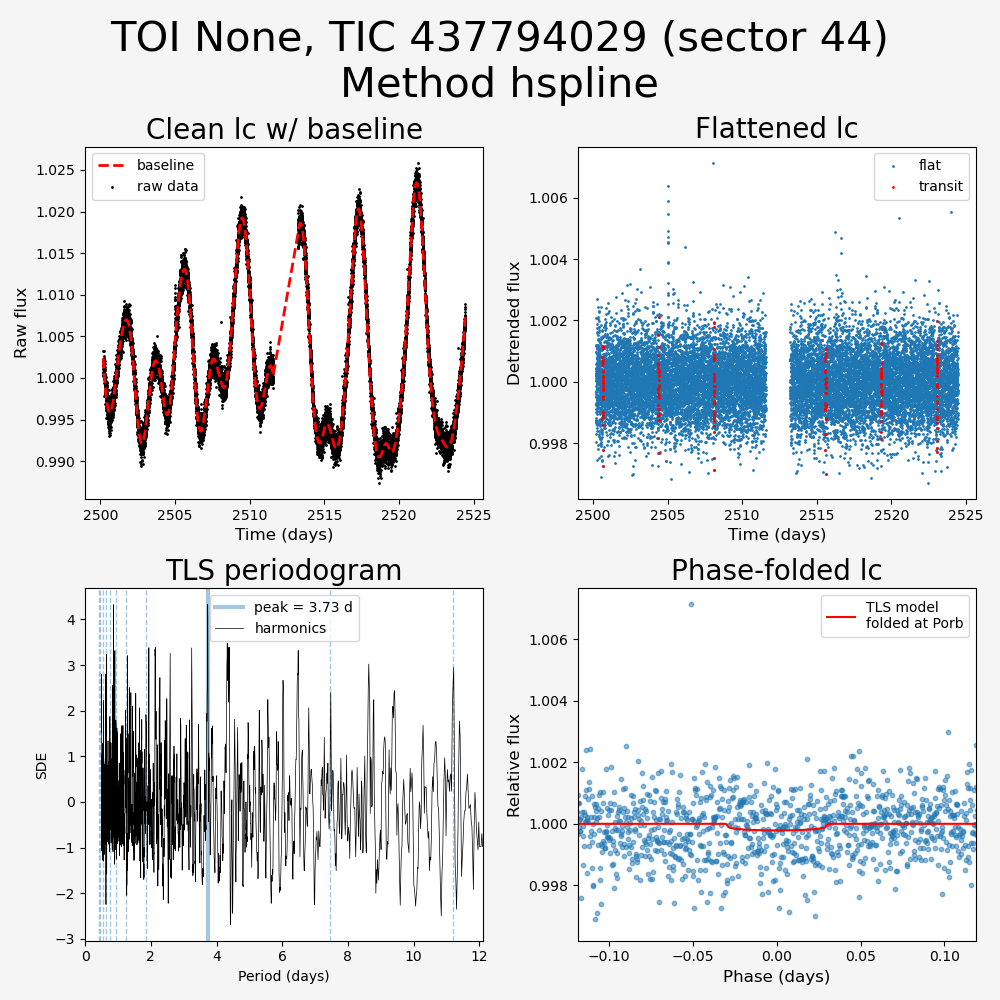 TOI None, TIC 437794029 (sector 44)
Method hspline
Clean lc w/ baseline
baseline
raw data
Raw flux
1.025
1.020
1.015
1.010
1.005
1.000
0.995
0.990
2500 2505 2510 2515 2520 2525
Time (days)
Flattened lc
flat
transit
Detrended flux
1.006
1.004
1.002
1.000
0.998
2500 2505 2510 2515 2520 2525
Time (days)
TLS periodogram
peak = 3.73 d
harmonics
SDE
4
3
2
1
0
−1
−2
−3
0 2 4 6 8 10 12
Period (days)
Phase-folded lc
TLS model
folded at Porb
Relative flux
1.006
1.004
1.002
1.000
0.998
−0.10 −0.05 0.00 0.05 0.10
Phase (days)